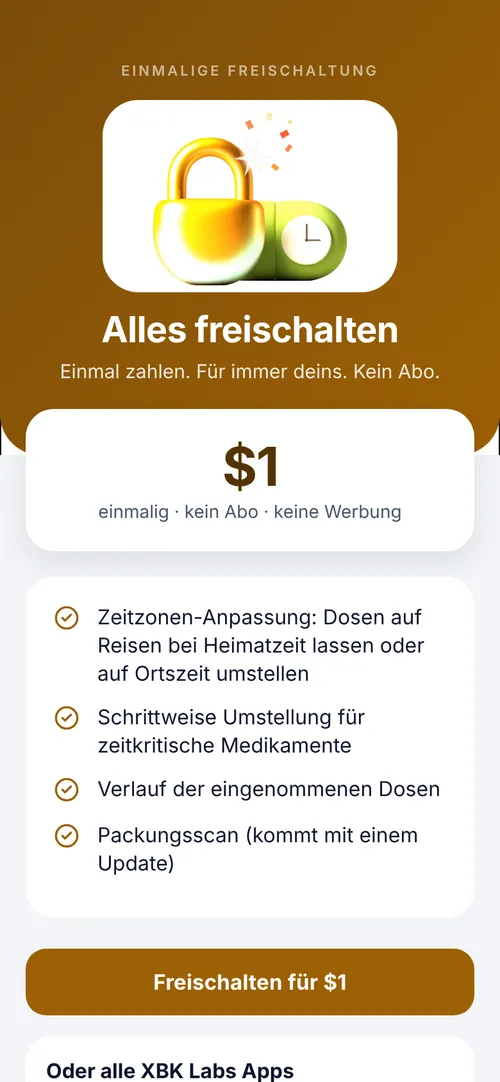 EINMALIGE FREISCHALTUNG
Alles freischalten
Einmal zahlen. Für immer deins. Kein Abo.
$1
einmalig · kein Abo · keine Werbung
Zeitzonen-Anpassung: Dosen auf
Reisen bei Heimatzeit lassen oder
auf Ortszeit umstellen
Schrittweise Umstellung für
zeitkritische Medikamente
Verlauf der eingenommenen Dosen
Packungsscan (kommt mit einem
Update)
Freischalten für $1
Oder alle XBK Labs Apps